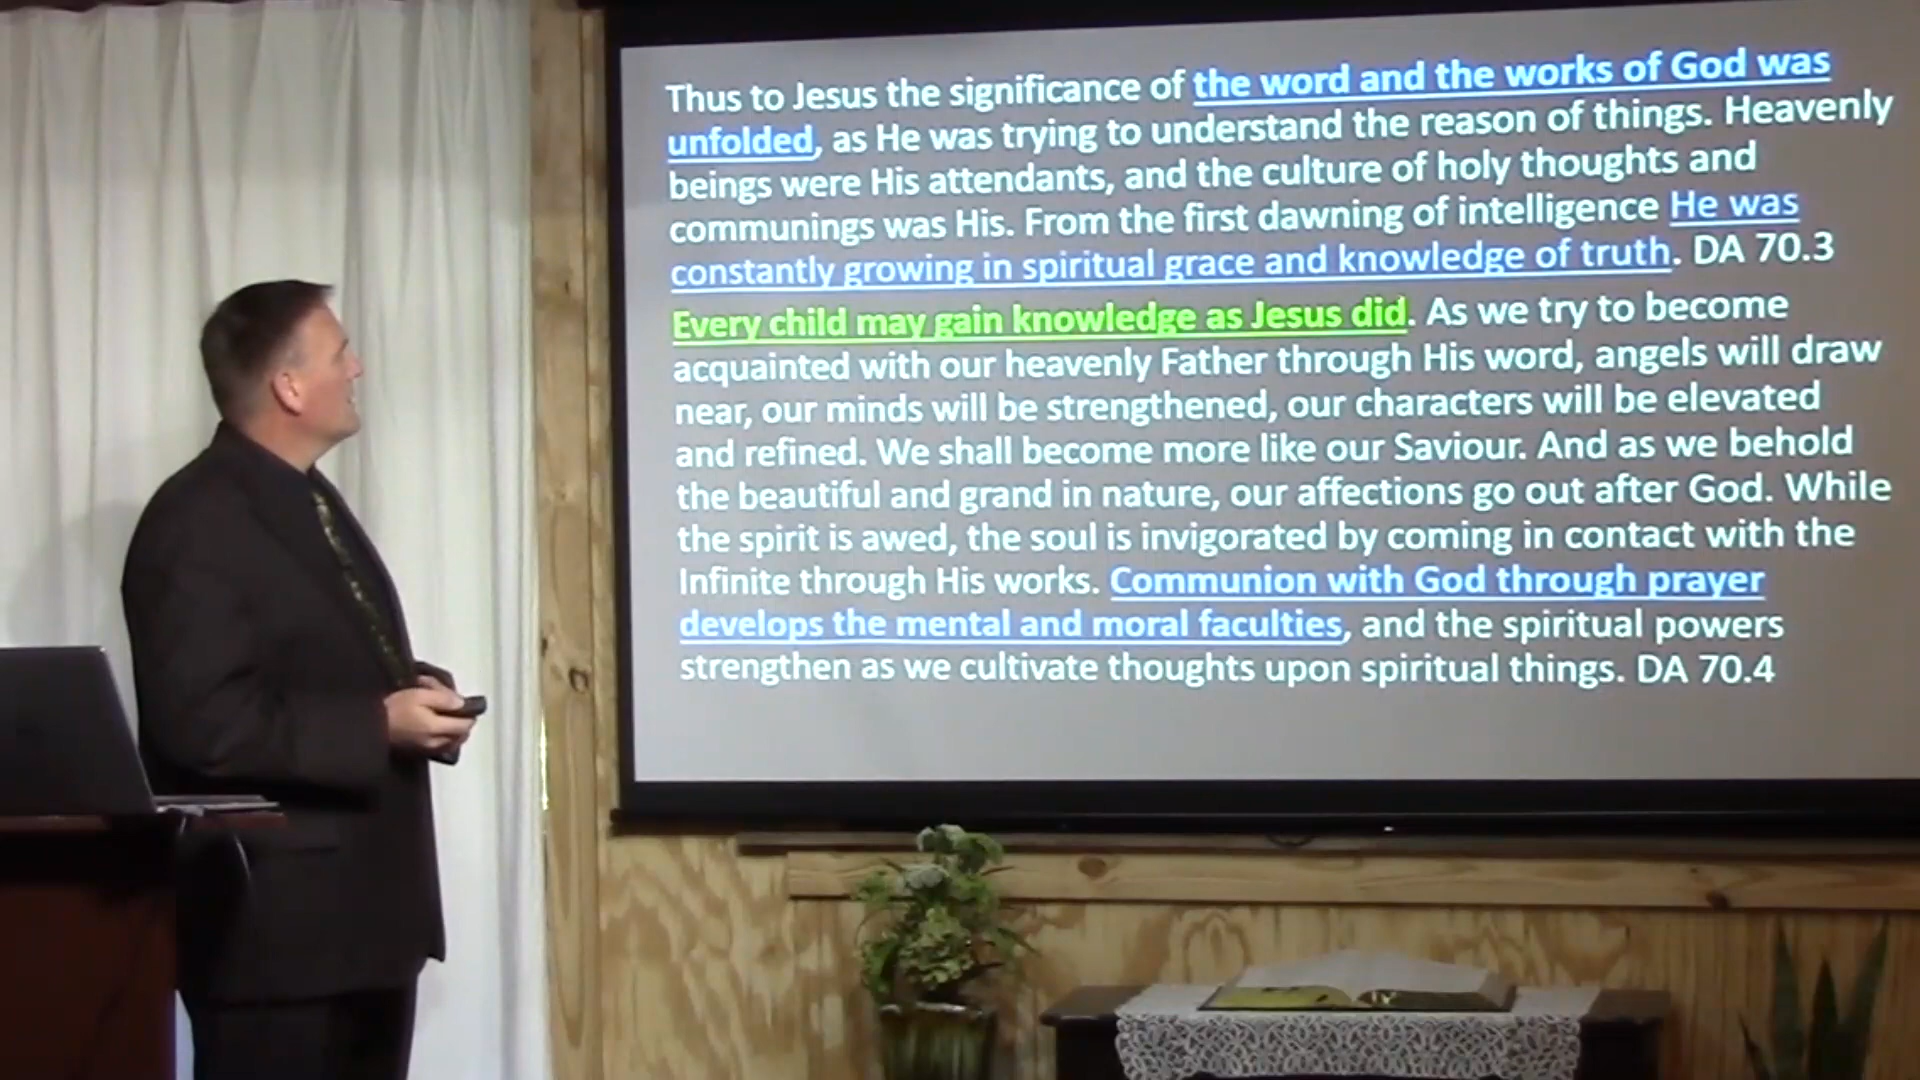 Thus to Jesus the significance of the word and the works of God was
unfolded, as He was trying to understand the reason of things. Heavenly
beings were His attendants, and the culture of holy thoughts and
communings was His. From the first dawning of intelligence He was
constantly growing in spiritual grace and knowledge of truth. DA 70.3
Every child may gain knowledge as Jesus did. As we try to become
acquainted with our heavenly Father through His word, angels will draw
near, our minds will be strengthened, our characters will be elevated
and refined. We shall become more like our Saviour. And as we behold
the beautiful and grand in nature, our affections go out after God. While
the spirit is awed, the soul is invigorated by coming in contact with the
Infinite through His works. Communion with God through prayer
develops the mental and moral faculties, and the spiritual powers
strengthen as we cultivate thoughts upon spiritual things. DA 70.4